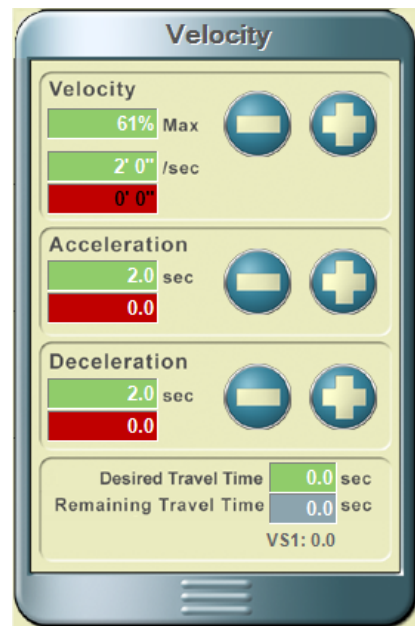 Velocity
Velocity
61% Max
2' 0" /sec
0' 0"
Acceleration
2.0 sec
0.0
Deceleration
2.0 sec
0.0
Desired Travel Time 0.0 sec
Remaining Travel Time 0.0 sec
VS1: 0.0